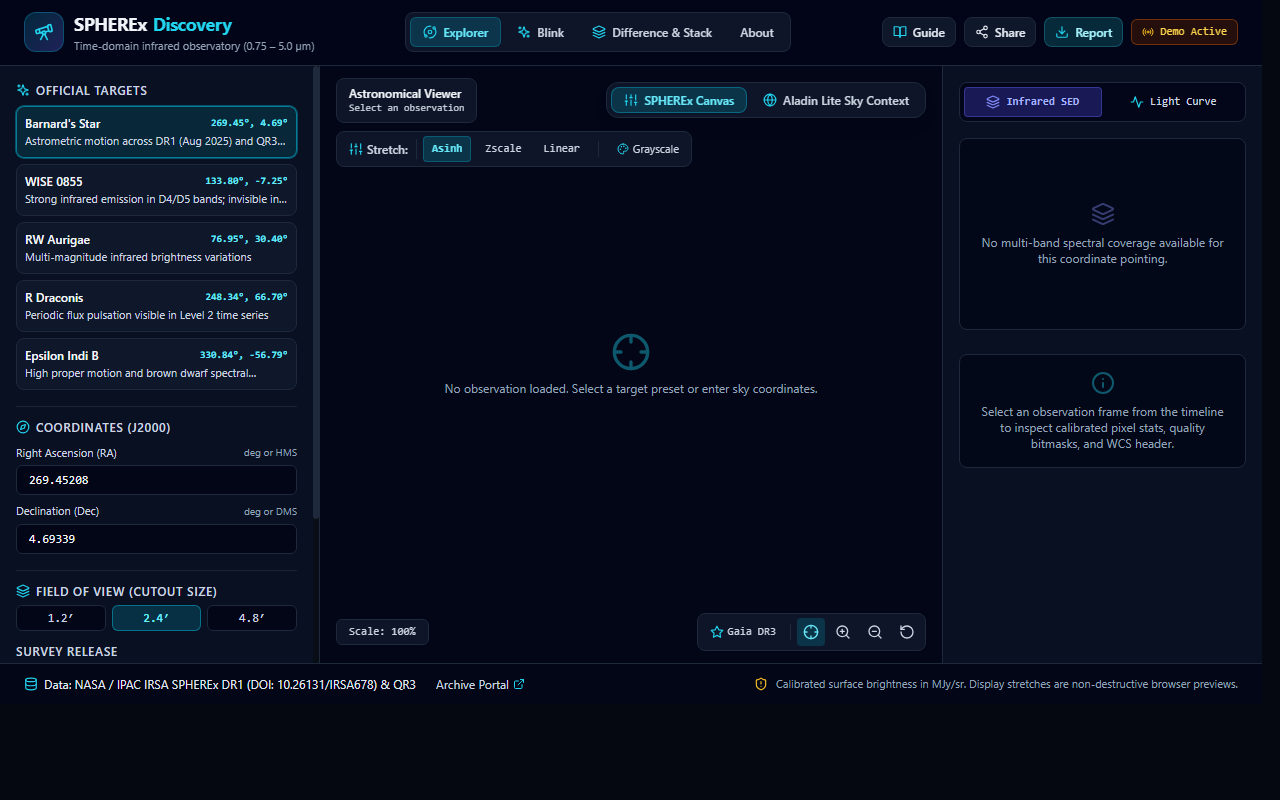 SPHEREx Discovery
Time-domain infrared observatory (0.75 – 5.0 μm)
Explorer
Blink
Difference & Stack
About
Guide
Share
Report
Demo Active
OFFICIAL TARGETS
Barnard's Star 269.45°, 4.69°
Astrometric motion across DR1 (Aug 2025) and QR3...
WISE 0855 133.80°, -7.25°
Strong infrared emission in D4/D5 bands; invisible in...
RW Aurigae 76.95°, 30.40°
Multi-magnitude infrared brightness variations
R Draconis 248.34°, 66.70°
Periodic flux pulsation visible in Level 2 time series
Epsilon Indi B 330.84°, -56.79°
High proper motion and brown dwarf spectral...
COORDINATES (J2000)
Right Ascension (RA) deg or HMS
269.45208
Declination (Dec) deg or DMS
4.69339
FIELD OF VIEW (CUTOUT SIZE)
1.2′ 2.4′ 4.8′
SURVEY RELEASE
Astronomical Viewer
Select an observation
SPHEREx Canvas
Aladin Lite Sky Context
Stretch: Asinh Zscale Linear Grayscale
No observation loaded. Select a target preset or enter sky coordinates.
Scale: 100%
Gaia DR3
Infrared SED
Light Curve
No multi-band spectral coverage available for
this coordinate pointing.
Select an observation frame from the timeline
to inspect calibrated pixel stats, quality
bitmasks, and WCS header.
Data: NASA / IPAC IRSA SPHEREx DR1 (DOI: 10.26131/IRSA678) & QR3
Archive Portal
Calibrated surface brightness in MJy/sr. Display stretches are non-destructive browser previews.